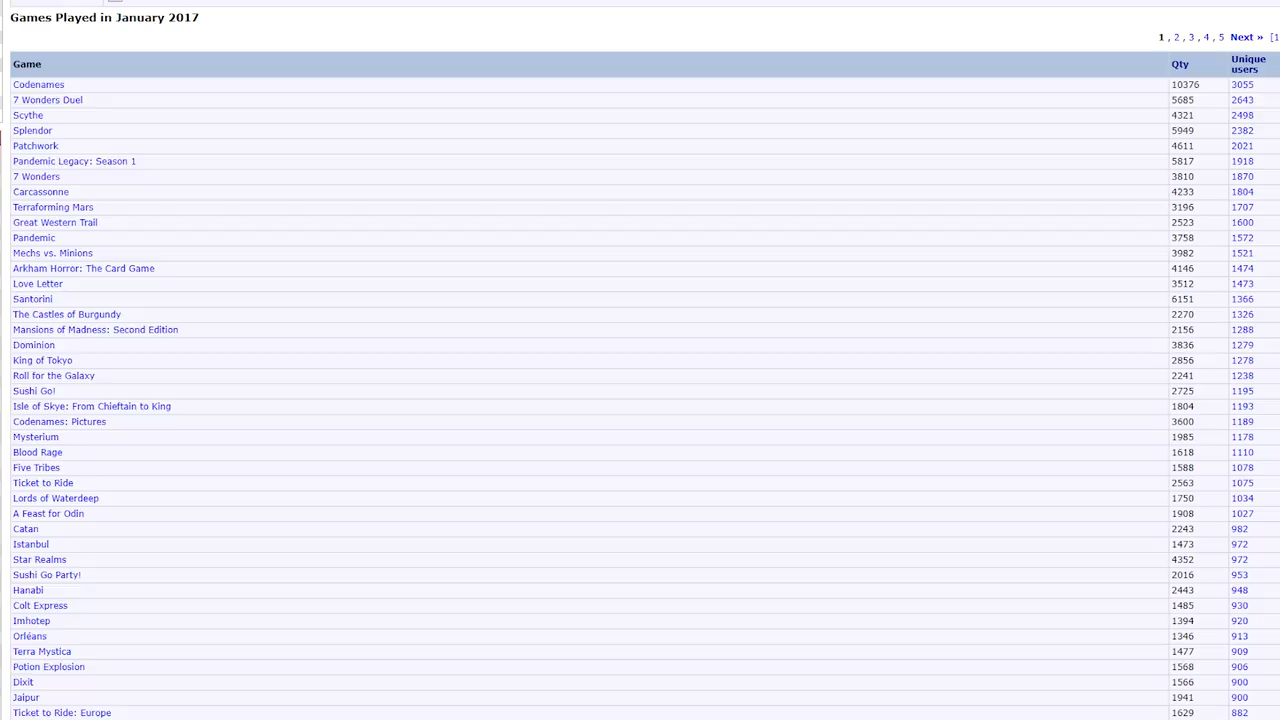 Games Played in January 2017
1 , 2 , 3 , 4 , 5 Next » [1
Game Qty Unique users
Codenames 10376 3055
7 Wonders Duel 5685 2643
Scythe 4321 2498
Splendor 5949 2382
Patchwork 4611 2021
Pandemic Legacy: Season 1 5817 1918
7 Wonders 3810 1870
Carcassonne 4233 1804
Terraforming Mars 3196 1707
Great Western Trail 2523 1600
Pandemic 3758 1572
Mechs vs. Minions 3982 1521
Arkham Horror: The Card Game 4146 1474
Love Letter 3512 1473
Santorini 6151 1366
The Castles of Burgundy 2270 1326
Mansions of Madness: Second Edition 2156 1288
Dominion 3836 1279
King of Tokyo 2856 1278
Roll for the Galaxy 2241 1238
Sushi Go! 2725 1195
Isle of Skye: From Chieftain to King 1804 1193
Codenames: Pictures 3600 1189
Mysterium 1985 1178
Blood Rage 1618 1110
Five Tribes 1588 1078
Ticket to Ride 2563 1075
Lords of Waterdeep 1750 1034
A Feast for Odin 1908 1027
Catan 2243 982
Istanbul 1473 972
Star Realms 4352 972
Sushi Go Party! 2016 953
Hanabi 2443 948
Colt Express 1485 930
Imhotep 1394 920
Orléans 1346 913
Terra Mystica 1477 909
Potion Explosion 1568 906
Dixit 1566 900
Jaipur 1941 900
Ticket to Ride: Europe 1629 882